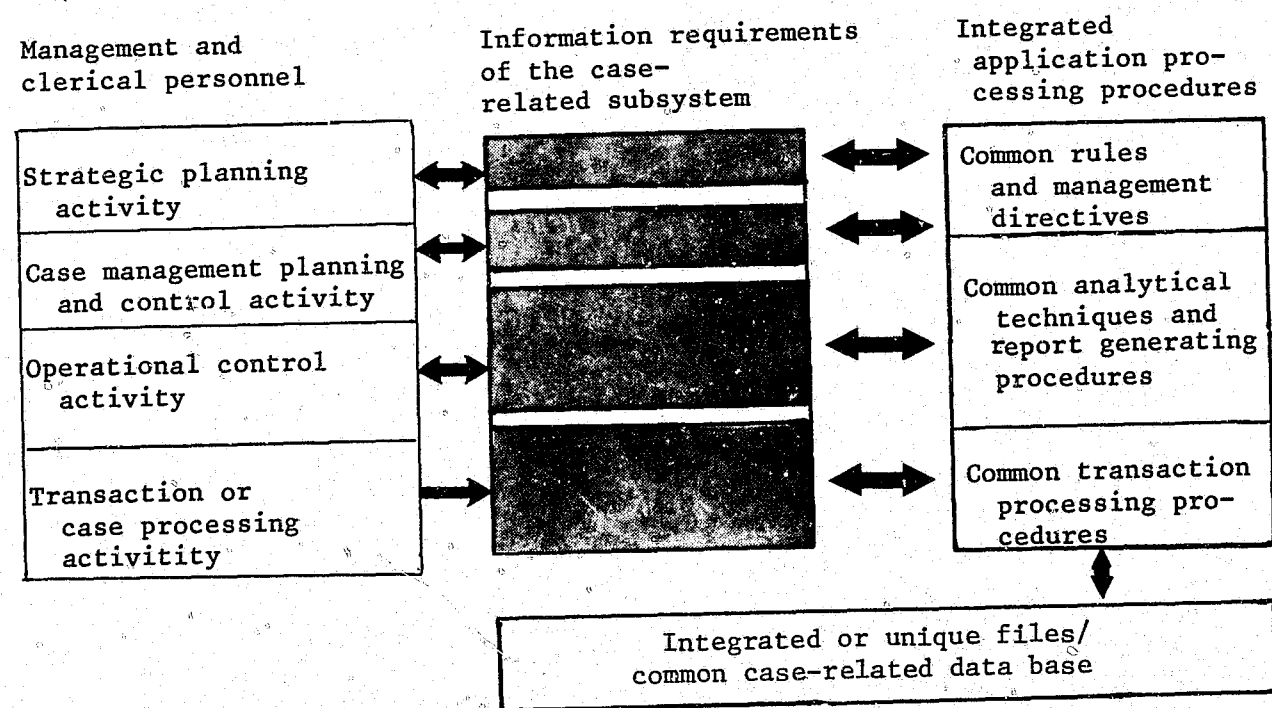 Management and
clerical personnel
Information requirements
of the case-
related subsystem
Integrated
application pro-
cessing procedures
Strategic planning
activity
Case management planning
and control activity
Operational control
activity
Transaction or
case processing
activitity
Common rules
and management
directives
Common analytical
techniques and
report generating
procedures
Common transaction
processing pro-
cedures
Integrated or unique files/
common case-related data base